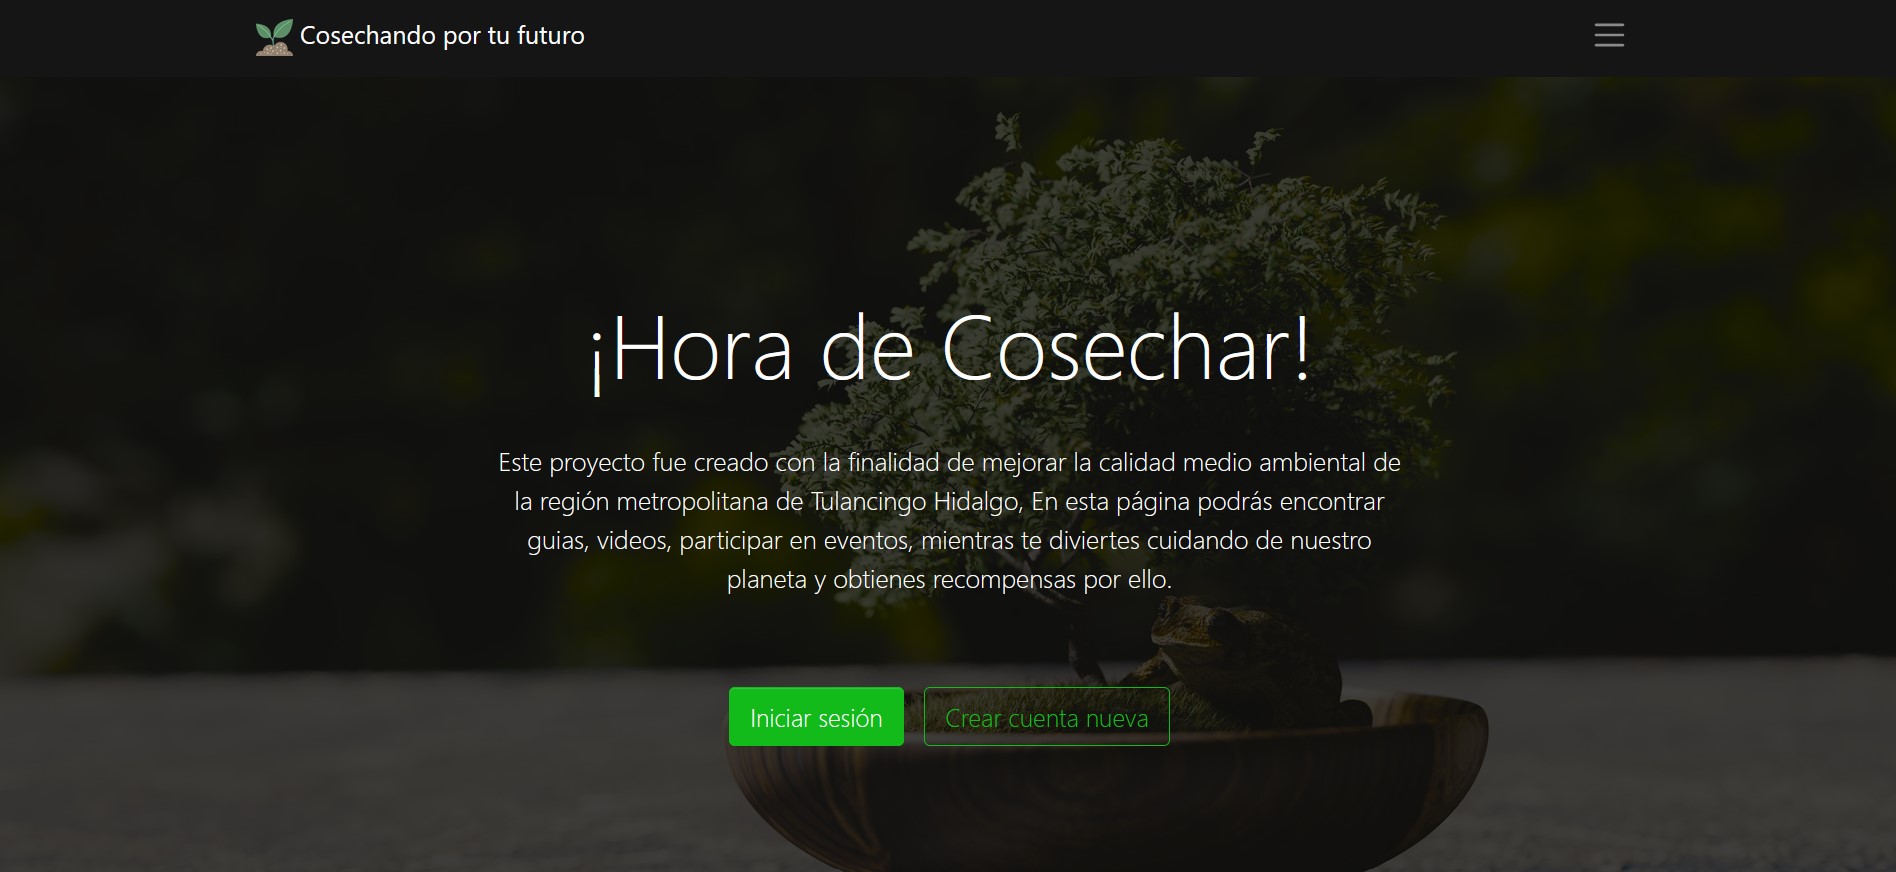 Cosechando por tu futuro
¡Hora de Cosechar!
Este proyecto fue creado con la finalidad de mejorar la calidad medio ambiental de
la región metropolitana de Tulancingo Hidalgo, En esta página podrás encontrar
guias, videos, participar en eventos, mientras te diviertes cuidando de nuestro
planeta y obtienes recompensas por ello.
Iniciar sesión
Crear cuenta nueva